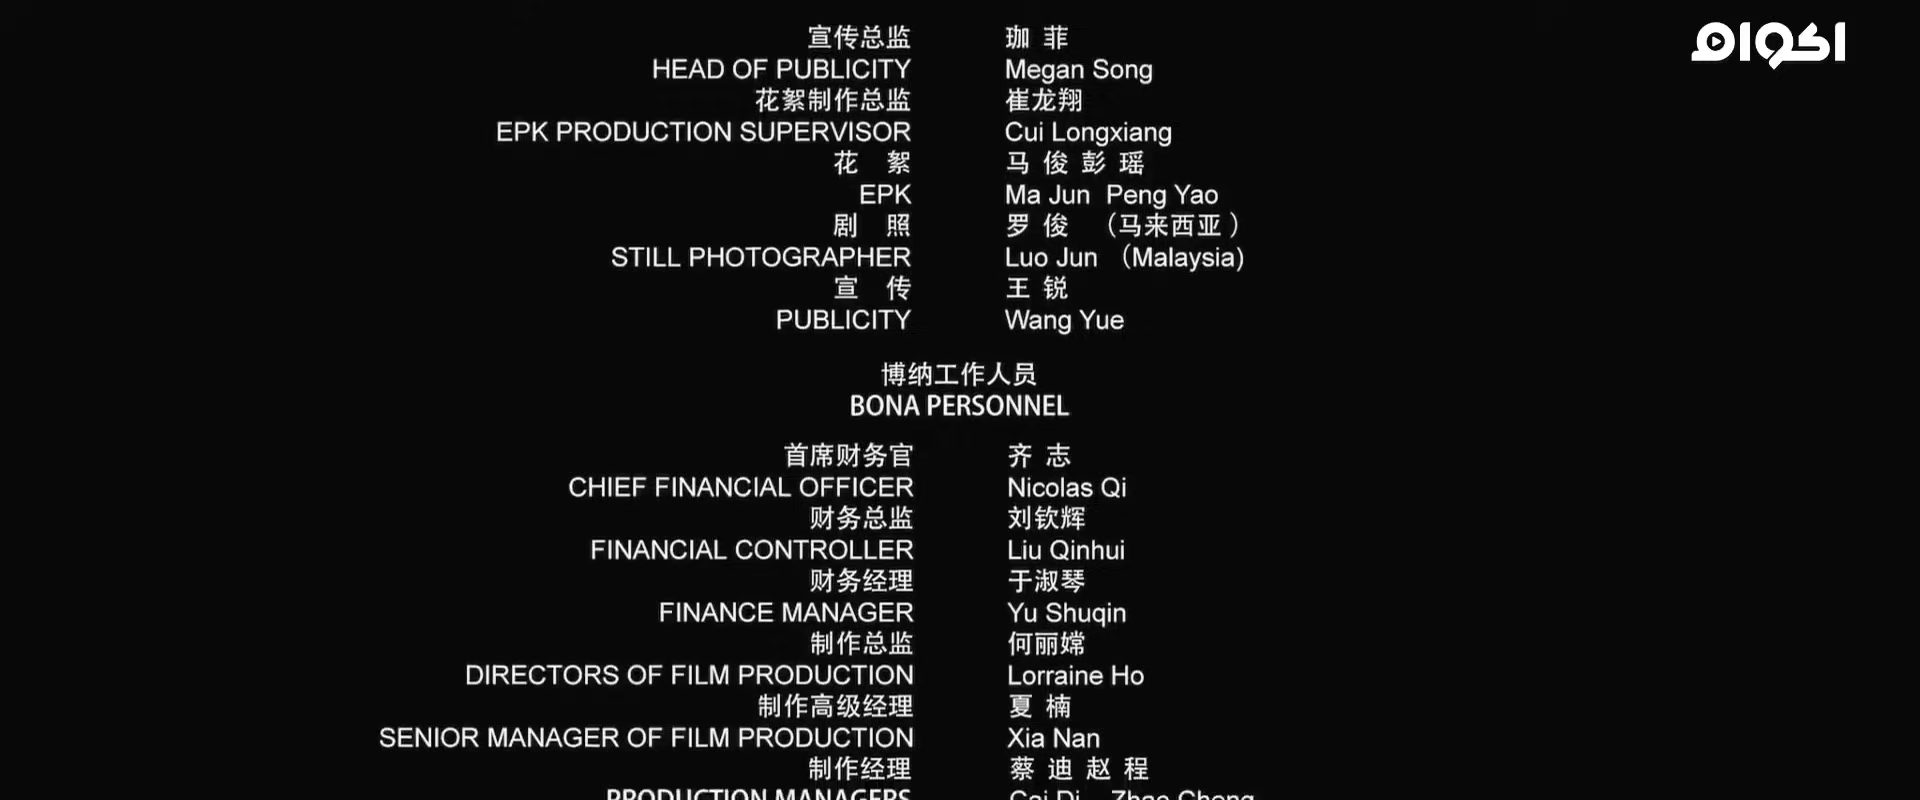 اكوام
宣传总监 珈 菲
HEAD OF PUBLICITY Megan Song
花絮制作总监 崔龙翔
EPK PRODUCTION SUPERVISOR Cui Longxiang
花 絮 马 俊 彭 瑶
EPK Ma Jun Peng Yao
剧 照 罗 俊 （马来西亚 ）
STILL PHOTOGRAPHER Luo Jun （Malaysia)
宣 传 王 锐
PUBLICITY Wang Yue
博纳工作人员
BONA PERSONNEL
首席财务官 齐 志
CHIEF FINANCIAL OFFICER Nicolas Qi
财务总监 刘钦辉
FINANCIAL CONTROLLER Liu Qinhui
财务经理 于淑琴
FINANCE MANAGER Yu Shuqin
制作总监 何丽嫦
DIRECTORS OF FILM PRODUCTION Lorraine Ho
制作高级经理 夏 楠
SENIOR MANAGER OF FILM PRODUCTION Xia Nan
制作经理 蔡 迪 赵 程
PRODUCTION MANAGERS Cai Di Zhao Cheng